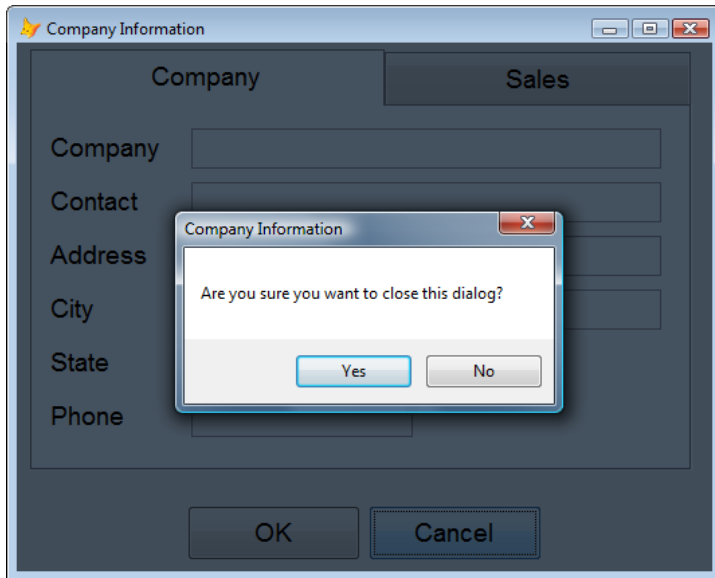 Company Information
Company Sales
Company
Contact
Address
City
State
Phone
Company Information
Are you sure you want to close this dialog?
Yes No
OK Cancel